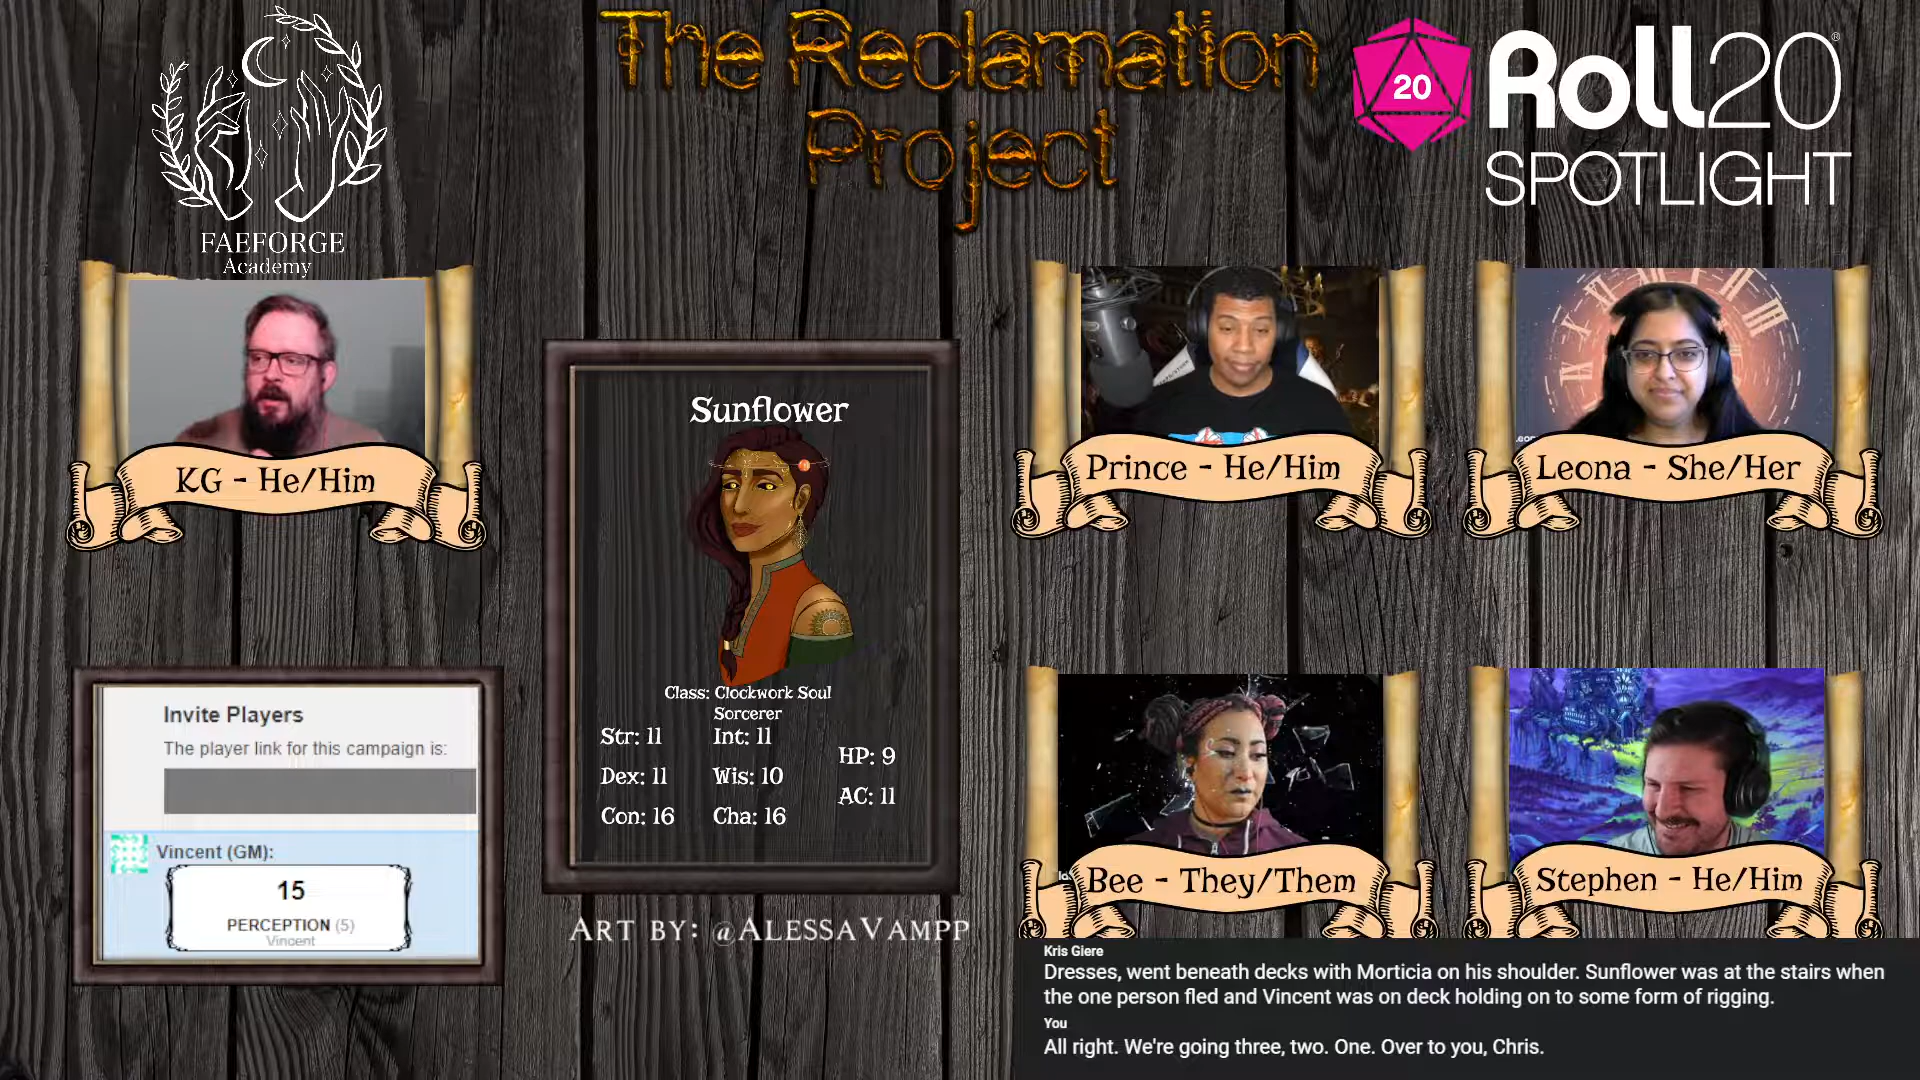 FAEFORGE
Academy
The Reclamation
Project
20
Roll20®
SPOTLIGHT
KG - He/Him
Prince - He/Him
Leona - She/Her
Sunflower
Class: Clockwork Soul
Sorcerer
Str: 11
Int: 11
HP: 9
Dex: 11
Wis: 10
AC: 11
Con: 16
Cha: 16
ART BY: @ALESSAVAMPP
Invite Players
The player link for this campaign is:
Vincent (GM):
15
PERCEPTION (5)
Vincent
Bee - They/Them
Stephen - He/Him
Kris Giere
Dresses, went beneath decks with Morticia on his shoulder. Sunflower was at the stairs when
the one person fled and Vincent was on deck holding on to some form of rigging.
You
All right. We're going three, two. One. Over to you, Chris.